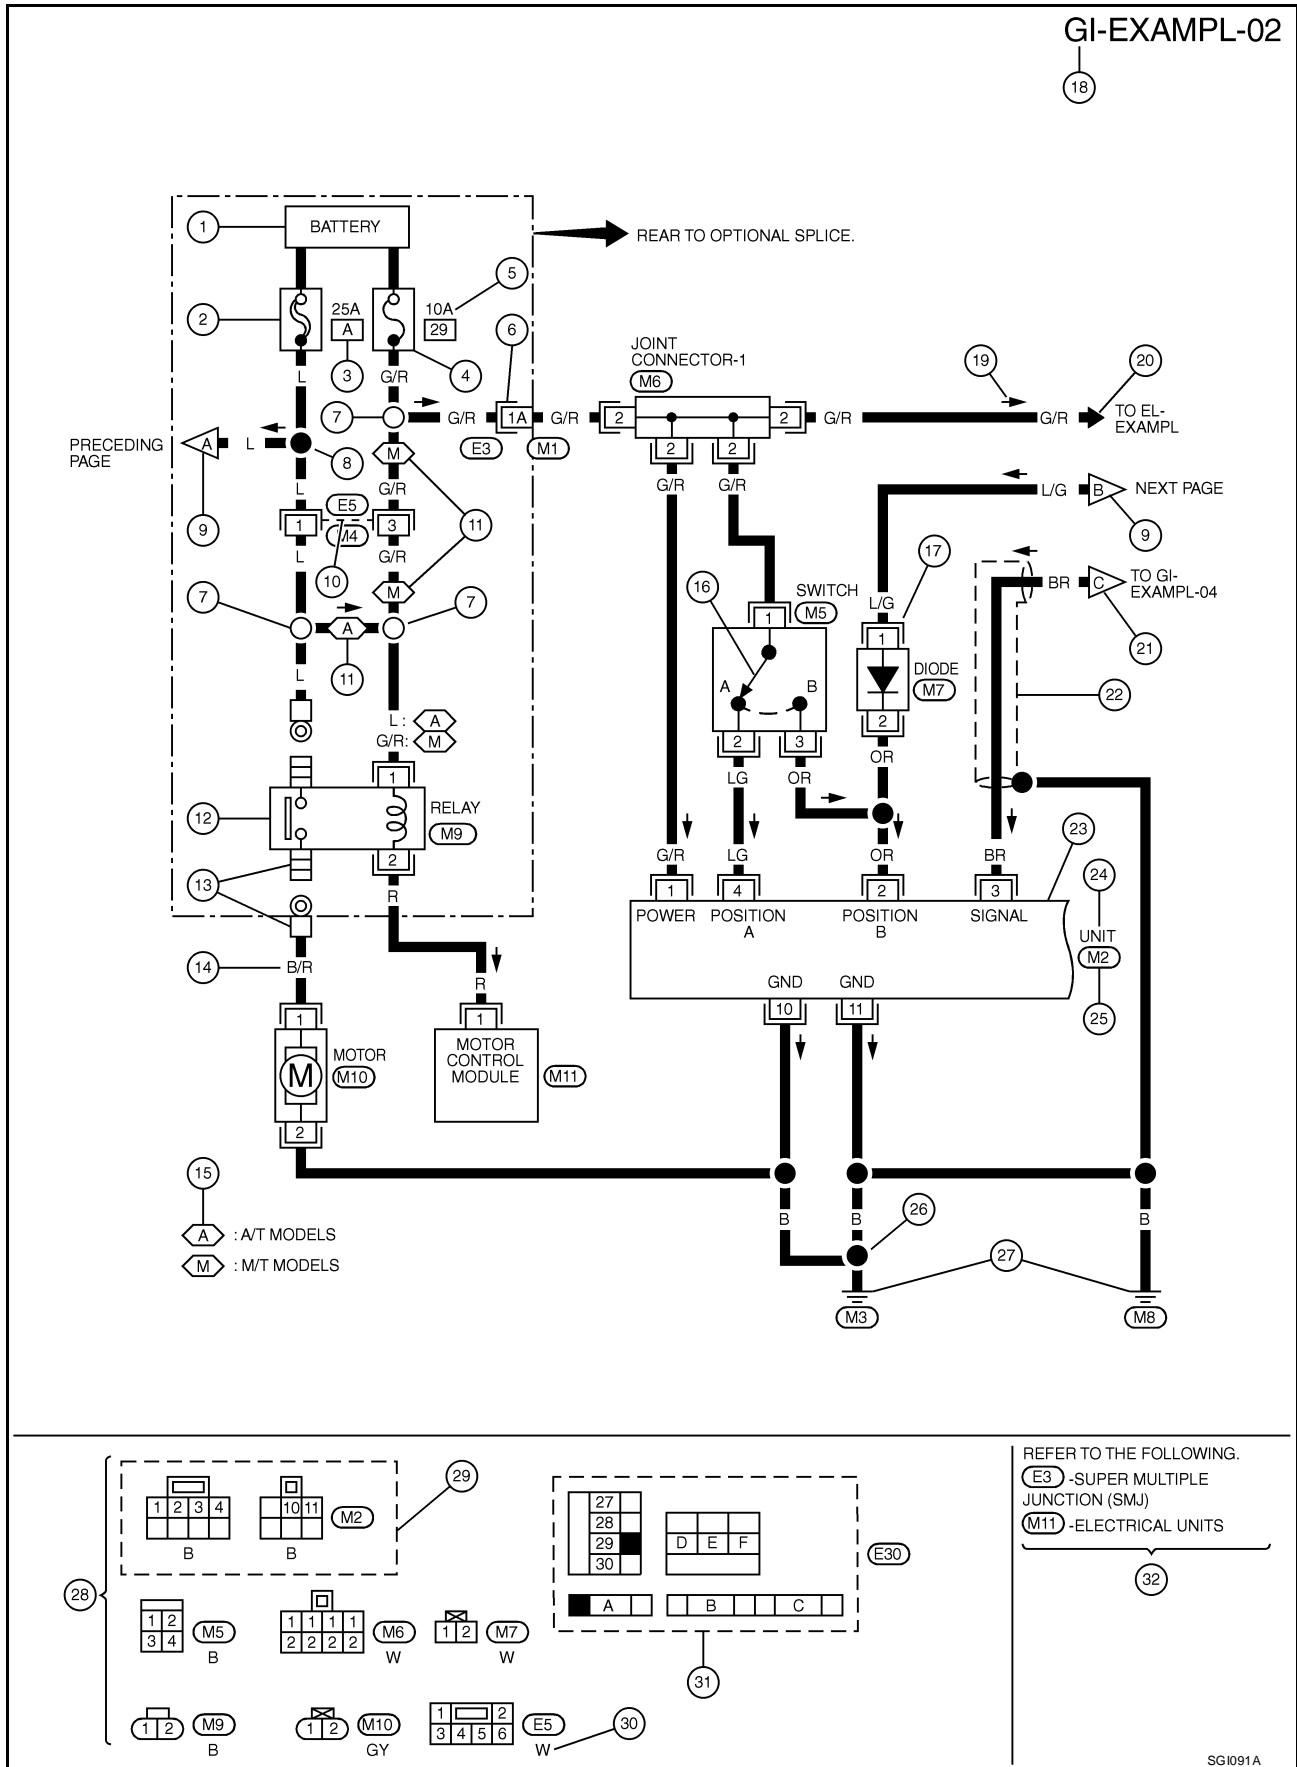 GI-EXAMPL-02
18
1
BATTERY
REAR TO OPTIONAL SPLICE.
5
2
25A
A
10A
29
6
3
4
L
G/R
JOINT
CONNECTOR-1
M6
19
20
7
G/R
1A
G/R
2
2
G/R
G/R
TO EL-
EXAMPL
E3
M1
2
2
PRECEDING
PAGE
A
L
8
M
G/R
G/R
L
G/R
L/G
B
NEXT PAGE
9
1
E5
M4
3
11
9
L
G/R
10
17
BR
C
TO GI-
EXAMPL-04
16
SWITCH
M5
L/G
7
M
7
1
1
21
A
L
11
A
B
DIODE
M7
22
L :
A
G/R:
M
2
3
2
LG
OR
OR
1
12
RELAY
M9
23
2
G/R
LG
OR
BR
13
R
1
4
2
3
24
POWER
POSITION
A
POSITION
B
SIGNAL
UNIT
M2
14
B/R
R
GND
GND
25
1
1
10
11
M
MOTOR
M10
MOTOR
CONTROL
MODULE
M11
2
15
B
B
26
B
A
: A/T MODELS
M
: M/T MODELS
27
M3
M8
REFER TO THE FOLLOWING.
E3
-SUPER MULTIPLE
JUNCTION (SMJ)
M11
-ELECTRICAL UNITS
32
28
29
1 2 3 4
10 11
M2
B
B
27
28
29
30
D E F
E30
A
B
C
31
1 2
3 4
M5
B
1 1 1 1
2 2 2 2
M6
W
1 2
M7
W
1 2
M9
B
1 2
M10
GY
1 2
3 4 5 6
E5
W
30
SGI091A